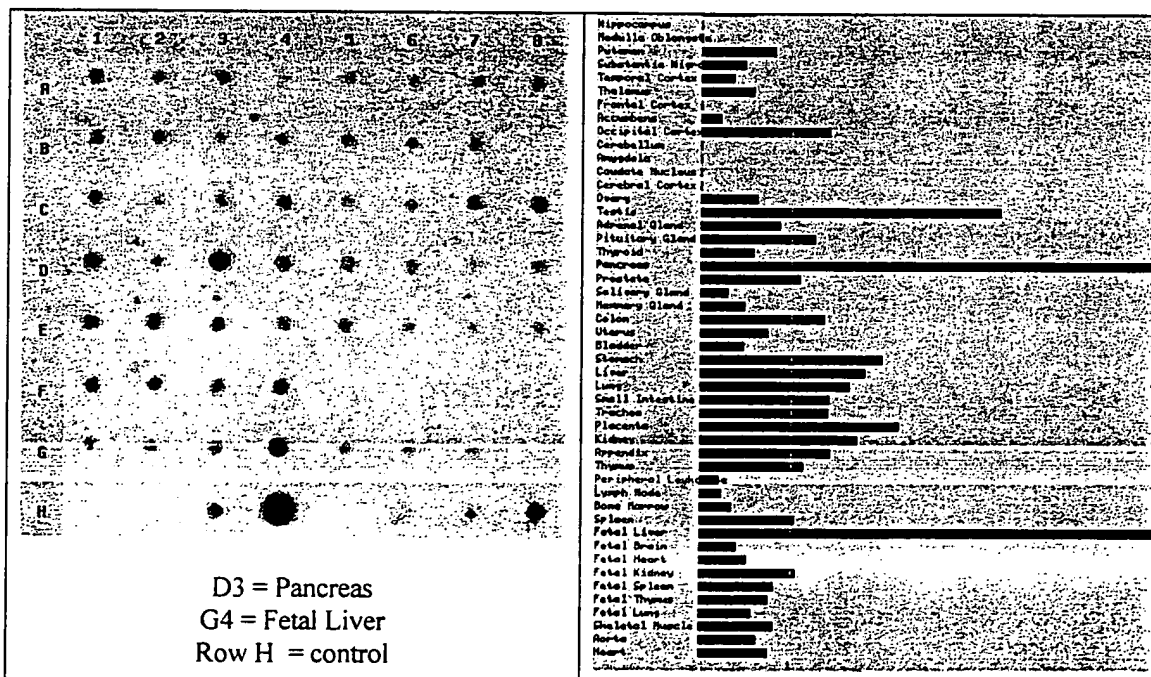 1 2 3 4 5 6 7 8
A
B
C
D
E
F
G
H
D3 = Pancreas
G4 = Fetal Liver
Row H = control
Hippocampus
Medulla Oblongata
Putamen
Substantia Nigr
Temporal Cortex
Thalamus
Frontal Cortex
Accumbens
Occipital Cortex
Cerebellum
Amygdala
Caudate Nucleus
Cerebral Cortex
Ovary
Testis
Adrenal Gland
Pituitary Gland
Thyroid
Pancreas
Prostate
Salivary Gland
Mammary Gland
Colon
Uterus
Bladder
Stomach
Liver
Lung
Small Intestine
Trachea
Placenta
Kidney
Appendix
Thymus
Peripheral Leukocyte
Lymph Node
Bone Marrow
Spleen
Fetal Liver
Fetal Brain
Fetal Heart
Fetal Kidney
Fetal Spleen
Fetal Thymus
Fetal Lung
Skeletal Muscle
Aorta
Heart